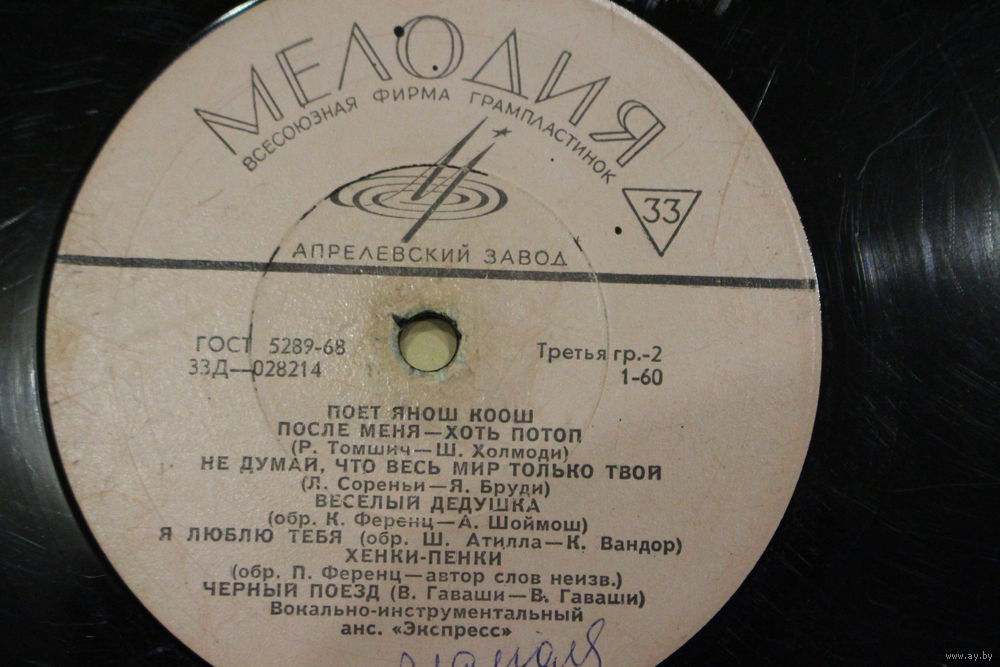 МЕЛОДИЯ
ВСЕСОЮЗНАЯ ФИРМА ГРАМПЛАСТИНОК
33
АПРЕЛЕВСКИЙ ЗАВОД
ГОСТ 5289-68
33Д—028214
Третья гр.-2
1-60
ПОЕТ ЯНОШ КООШ
ПОСЛЕ МЕНЯ—ХОТЬ ПОТОП
(Р. Томшич—Ш. Холмоди)
НЕ ДУМАЙ, ЧТО ВЕСЬ МИР ТОЛЬКО ТВОЙ
(Л. Сореньи—Я. Бруди)
ВЕСЕЛЫЙ ДЕДУШКА
(обр. К. Ференц—А. Шоймош)
Я ЛЮБЛЮ ТЕБЯ (обр. Ш. Атилла—К. Вандор)
ХЕНКИ-ПЕНКИ
(обр. П. Ференц—автор слов неизв.)
ЧЕРНЫЙ ПОЕЗД (В. Гаваши—В. Гаваши)
Вокально-инструментальный
анс. «Экспресс»
www.ay.by